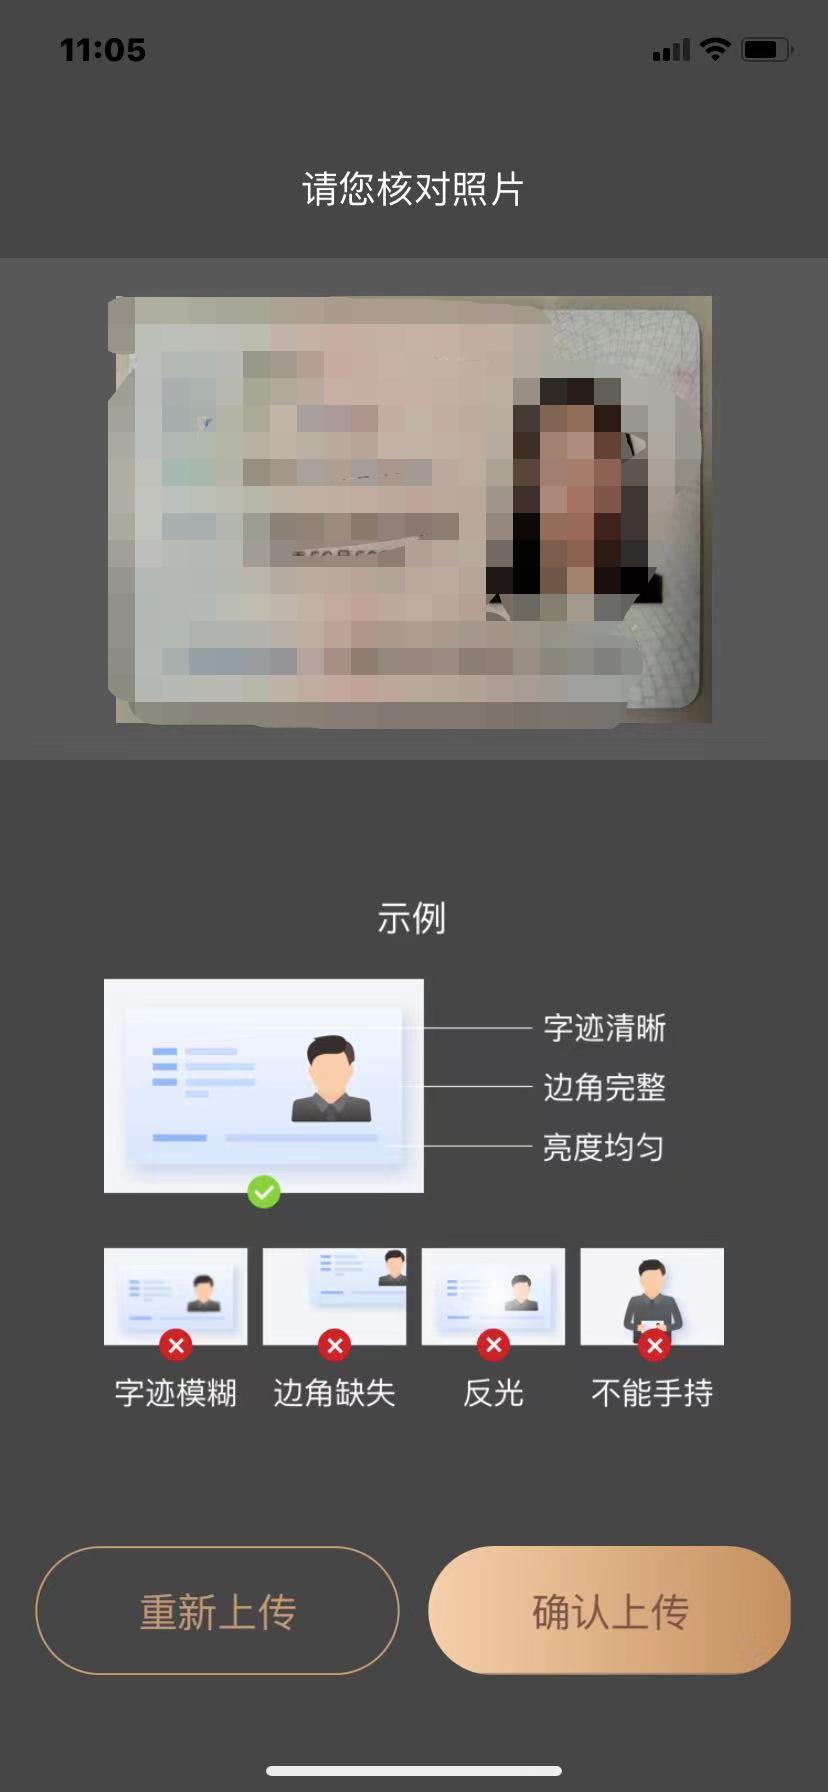 11:05
请您核对照片
示例
字迹清晰
边角完整
亮度均匀
字迹模糊 边角缺失 反光 不能手持
重新上传 确认上传